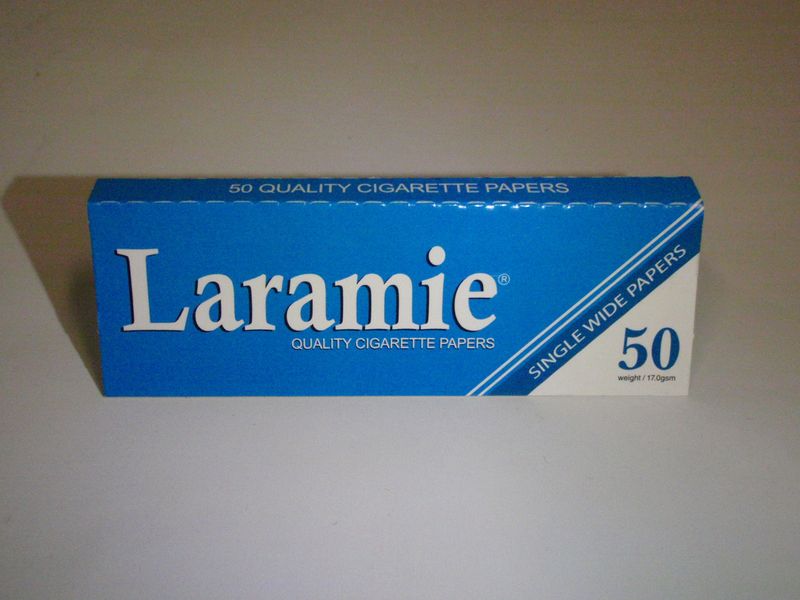 50 QUALITY CIGARETTE PAPERS
Laramie®
QUALITY CIGARETTE PAPERS
SINGLE WIDE PAPERS
50
weight / 17.0gsm